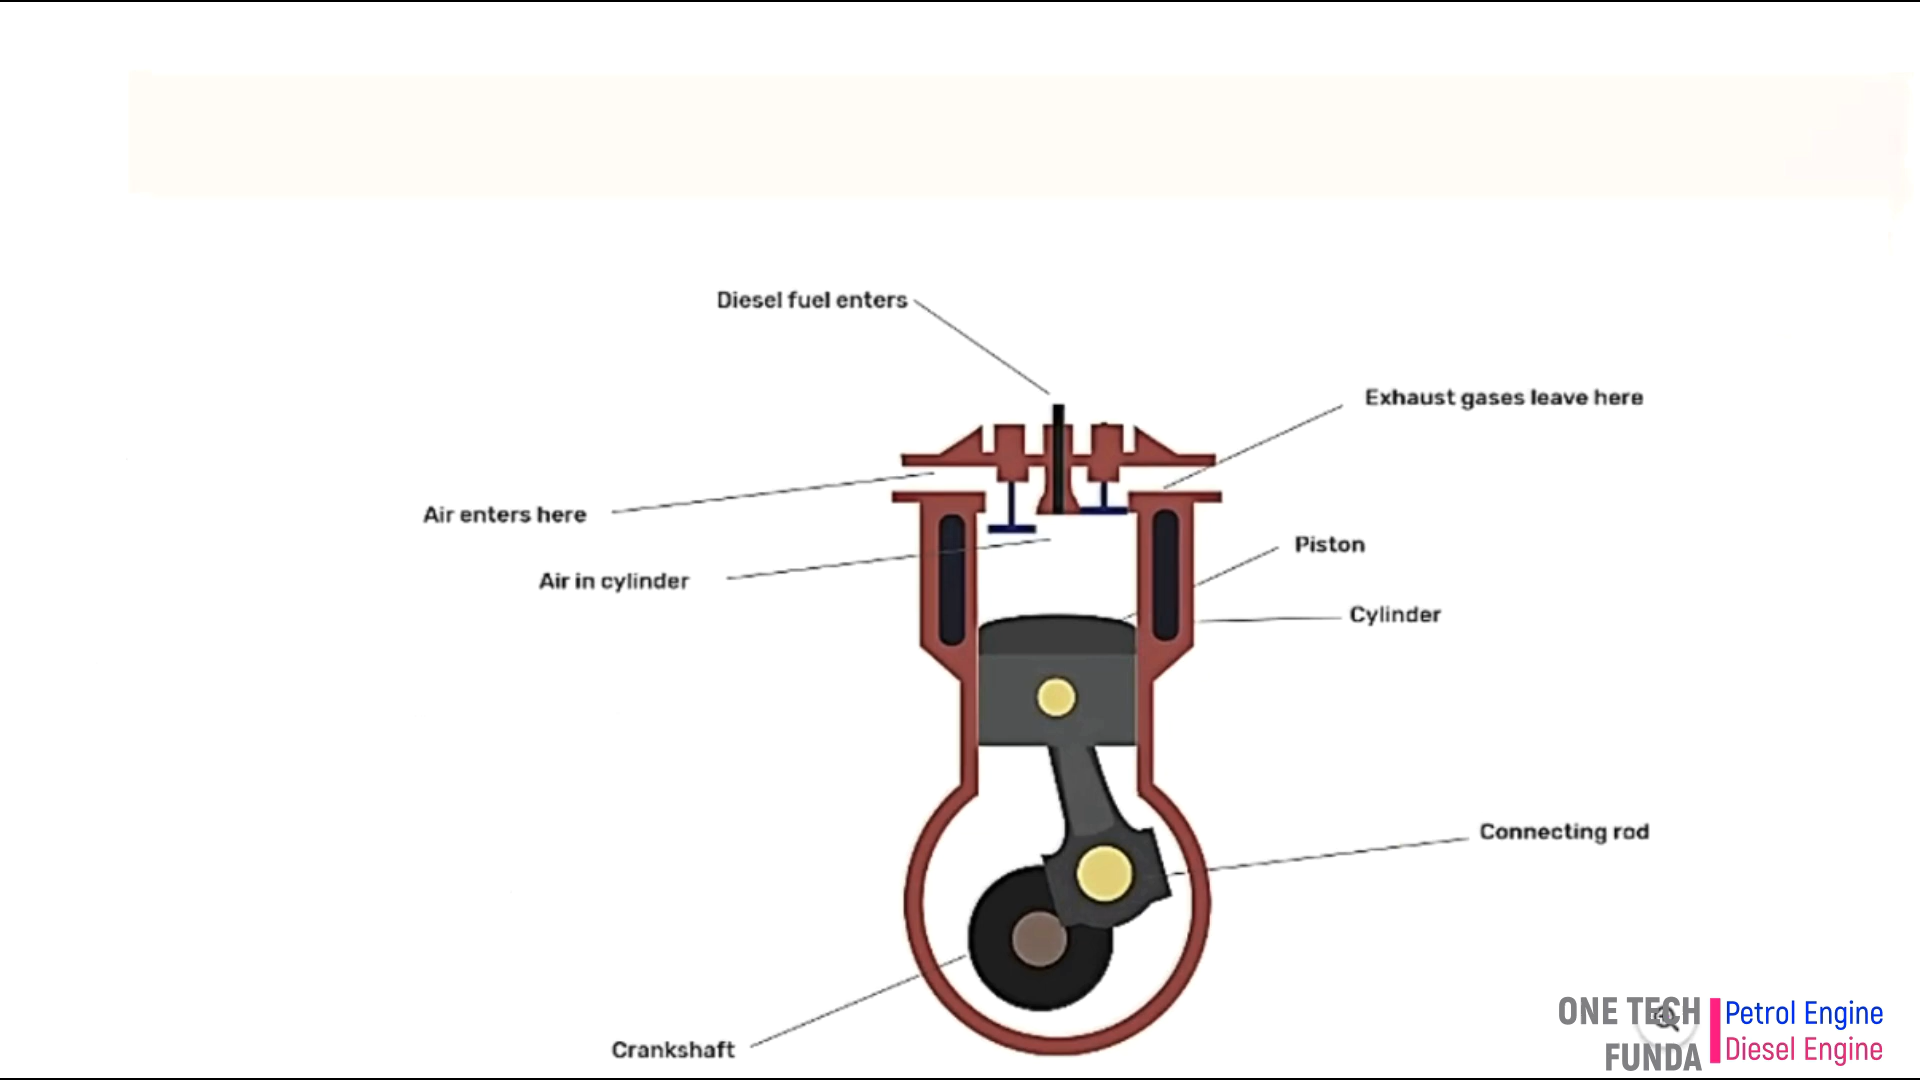 Diesel fuel enters
Exhaust gases leave here
Air enters here
Piston
Air in cylinder
Cylinder
Connecting rod
Crankshaft
ONE TECH
FUNDA
Petrol Engine
Diesel Engine